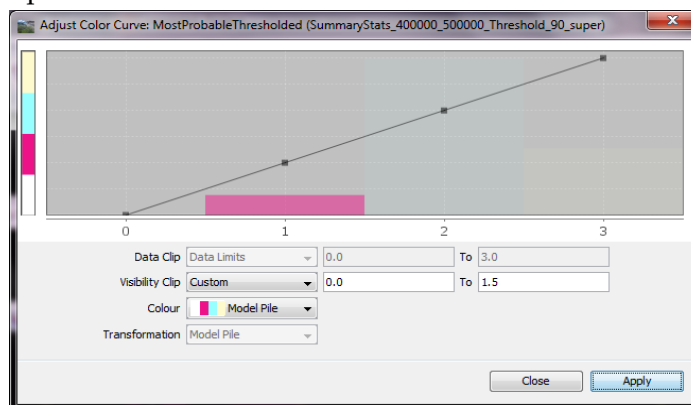 Adjust Color Curve: MostProbableThresholded (SummaryStats_400000_500000_Threshold_90_super)
0 1 2 3
Data Clip Data Limits 0.0 To 3.0
Visibility Clip Custom 0.0 To 1.5
Colour Model Pile
Transformation Model Pile
Close Apply